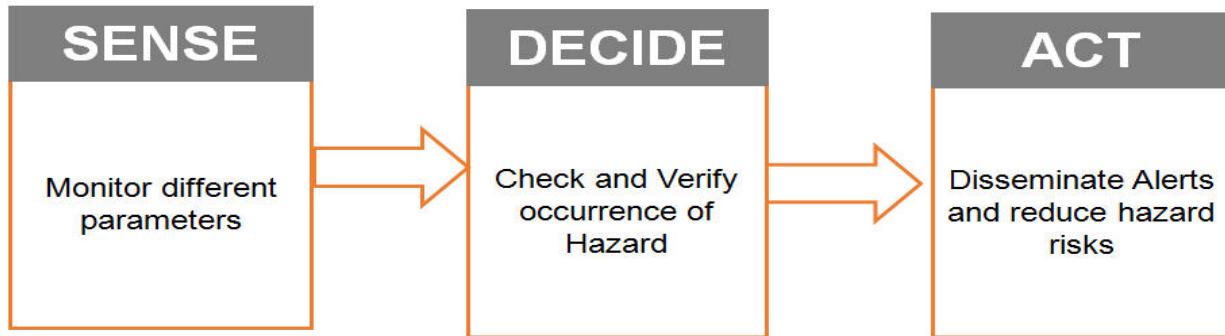 SENSE
Monitor different
parameters
DECIDE
Check and Verify
occurrence of
Hazard
ACT
Disseminate Alerts
and reduce hazard
risks